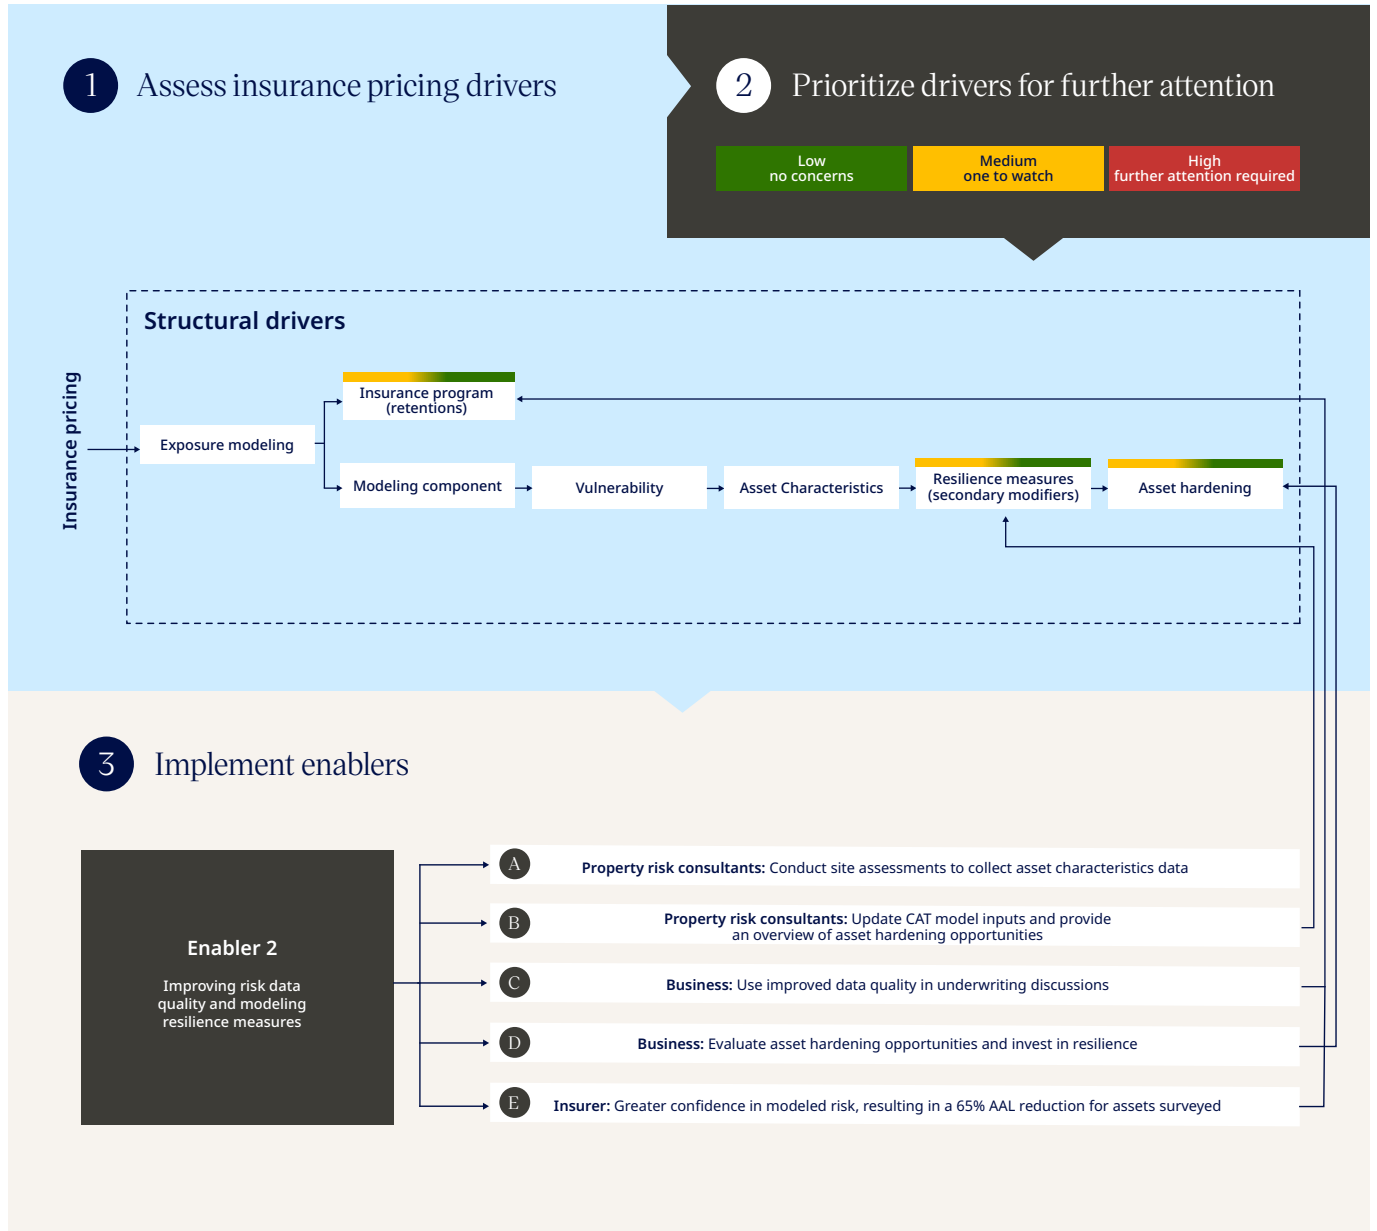 1 Assess insurance pricing drivers
2 Prioritize drivers for further attention
Low
no concerns
Medium
one to watch
High
further attention required
Structural drivers
Insurance pricing
Exposure modeling
Insurance program
(retentions)
Modeling component
Vulnerability
Asset Characteristics
Resilience measures
(secondary modifiers)
Asset hardening
3 Implement enablers
Enabler 2
Improving risk data
quality and modeling
resilience measures
A Property risk consultants: Conduct site assessments to collect asset characteristics data
B Property risk consultants: Update CAT model inputs and provide
an overview of asset hardening opportunities
C Business: Use improved data quality in underwriting discussions
D Business: Evaluate asset hardening opportunities and invest in resilience
E Insurer: Greater confidence in modeled risk, resulting in a 65% AAL reduction for assets surveyed